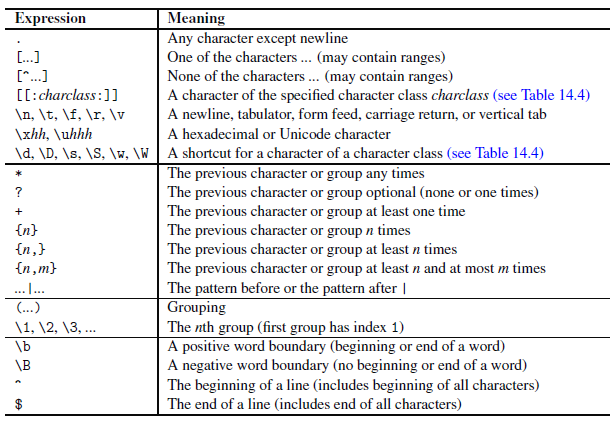 Expression Meaning
. Any character except newline
[...] One of the characters ... (may contain ranges)
[^...] None of the characters ... (may contain ranges)
[[:charclass:]] A character of the specified character class charclass (see Table 14.4)
\n, \t, \f, \r, \v A newline, tabulator, form feed, carriage return, or vertical tab
\xhh, \uhhh A hexadecimal or Unicode character
\d, \D, \s, \S, \w, \W A shortcut for a character of a character class (see Table 14.4)
* The previous character or group any times
? The previous character or group optional (none or one times)
+ The previous character or group at least one time
{n} The previous character or group n times
{n,} The previous character or group at least n times
{n,m} The previous character or group at least n and at most m times
...|... The pattern before or the pattern after |
(...) Grouping
\1, \2, \3, ... The nth group (first group has index 1)
\b A positive word boundary (beginning or end of a word)
\B A negative word boundary (no beginning or end of a word)
^ The beginning of a line (includes beginning of all characters)
$ The end of a line (includes end of all characters)